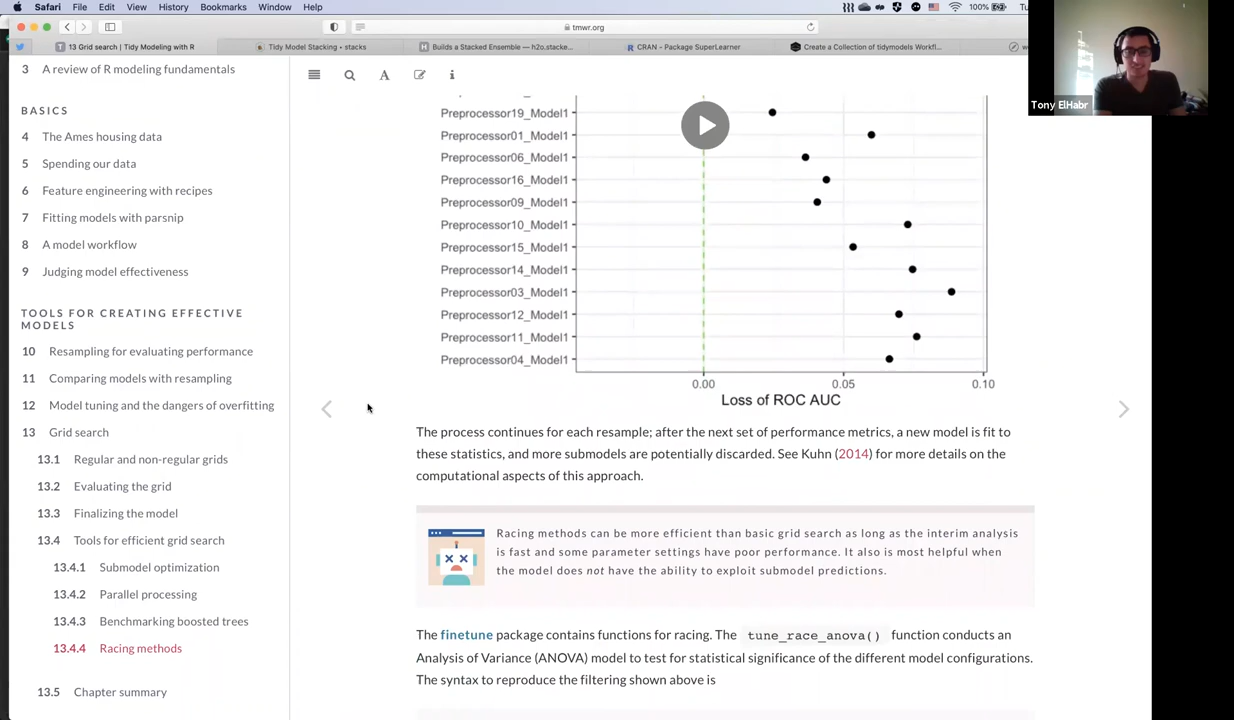 Safari File Edit View History Bookmarks Window Help
100%
tmwr.org
13 Grid search | Tidy Modeling with R
Tidy Model Stacking • stacks
Builds a Stacked Ensemble — h2o.stacke...
CRAN - Package SuperLearner
Create a Collection of tidymodels Workfl...
3 A review of R modeling fundamentals
BASICS
4 The Ames housing data
5 Spending our data
6 Feature engineering with recipes
7 Fitting models with parsnip
8 A model workflow
9 Judging model effectiveness
TOOLS FOR CREATING EFFECTIVE
MODELS
10 Resampling for evaluating performance
11 Comparing models with resampling
12 Model tuning and the dangers of overfitting
13 Grid search
13.1 Regular and non-regular grids
13.2 Evaluating the grid
13.3 Finalizing the model
13.4 Tools for efficient grid search
13.4.1 Submodel optimization
13.4.2 Parallel processing
13.4.3 Benchmarking boosted trees
13.4.4 Racing methods
13.5 Chapter summary
Preprocessor19_Model1
Preprocessor01_Model1
Preprocessor06_Model1
Preprocessor16_Model1
Preprocessor09_Model1
Preprocessor10_Model1
Preprocessor15_Model1
Preprocessor14_Model1
Preprocessor03_Model1
Preprocessor12_Model1
Preprocessor11_Model1
Preprocessor04_Model1
0.00 0.05 0.10
Loss of ROC AUC
The process continues for each resample; after the next set of performance metrics, a new model is fit to
these statistics, and more submodels are potentially discarded. See Kuhn (2014) for more details on the
computational aspects of this approach.
Racing methods can be more efficient than basic grid search as long as the interim analysis
is fast and some parameter settings have poor performance. It also is most helpful when
the model does not have the ability to exploit submodel predictions.
The finetune package contains functions for racing. The tune_race_anova() function conducts an
Analysis of Variance (ANOVA) model to test for statistical significance of the different model configurations.
The syntax to reproduce the filtering shown above is
Tony ElHabr